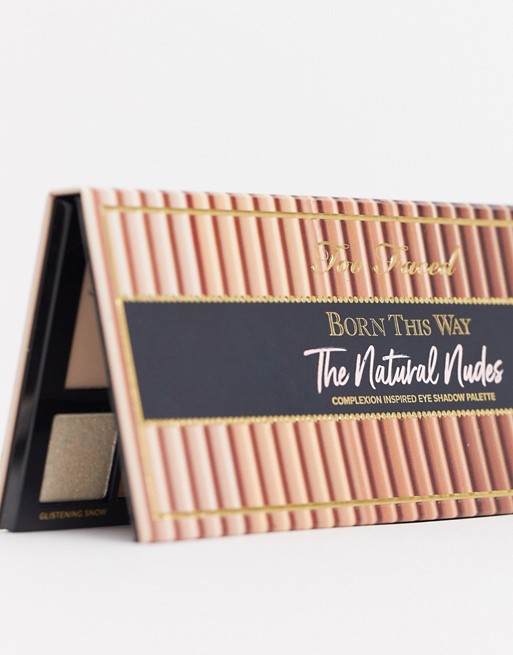 Too Faced
BORN THIS WAY
The Natural Nudes
COMPLEXION INSPIRED EYE SHADOW PALETTE
GLISTENING SNOW